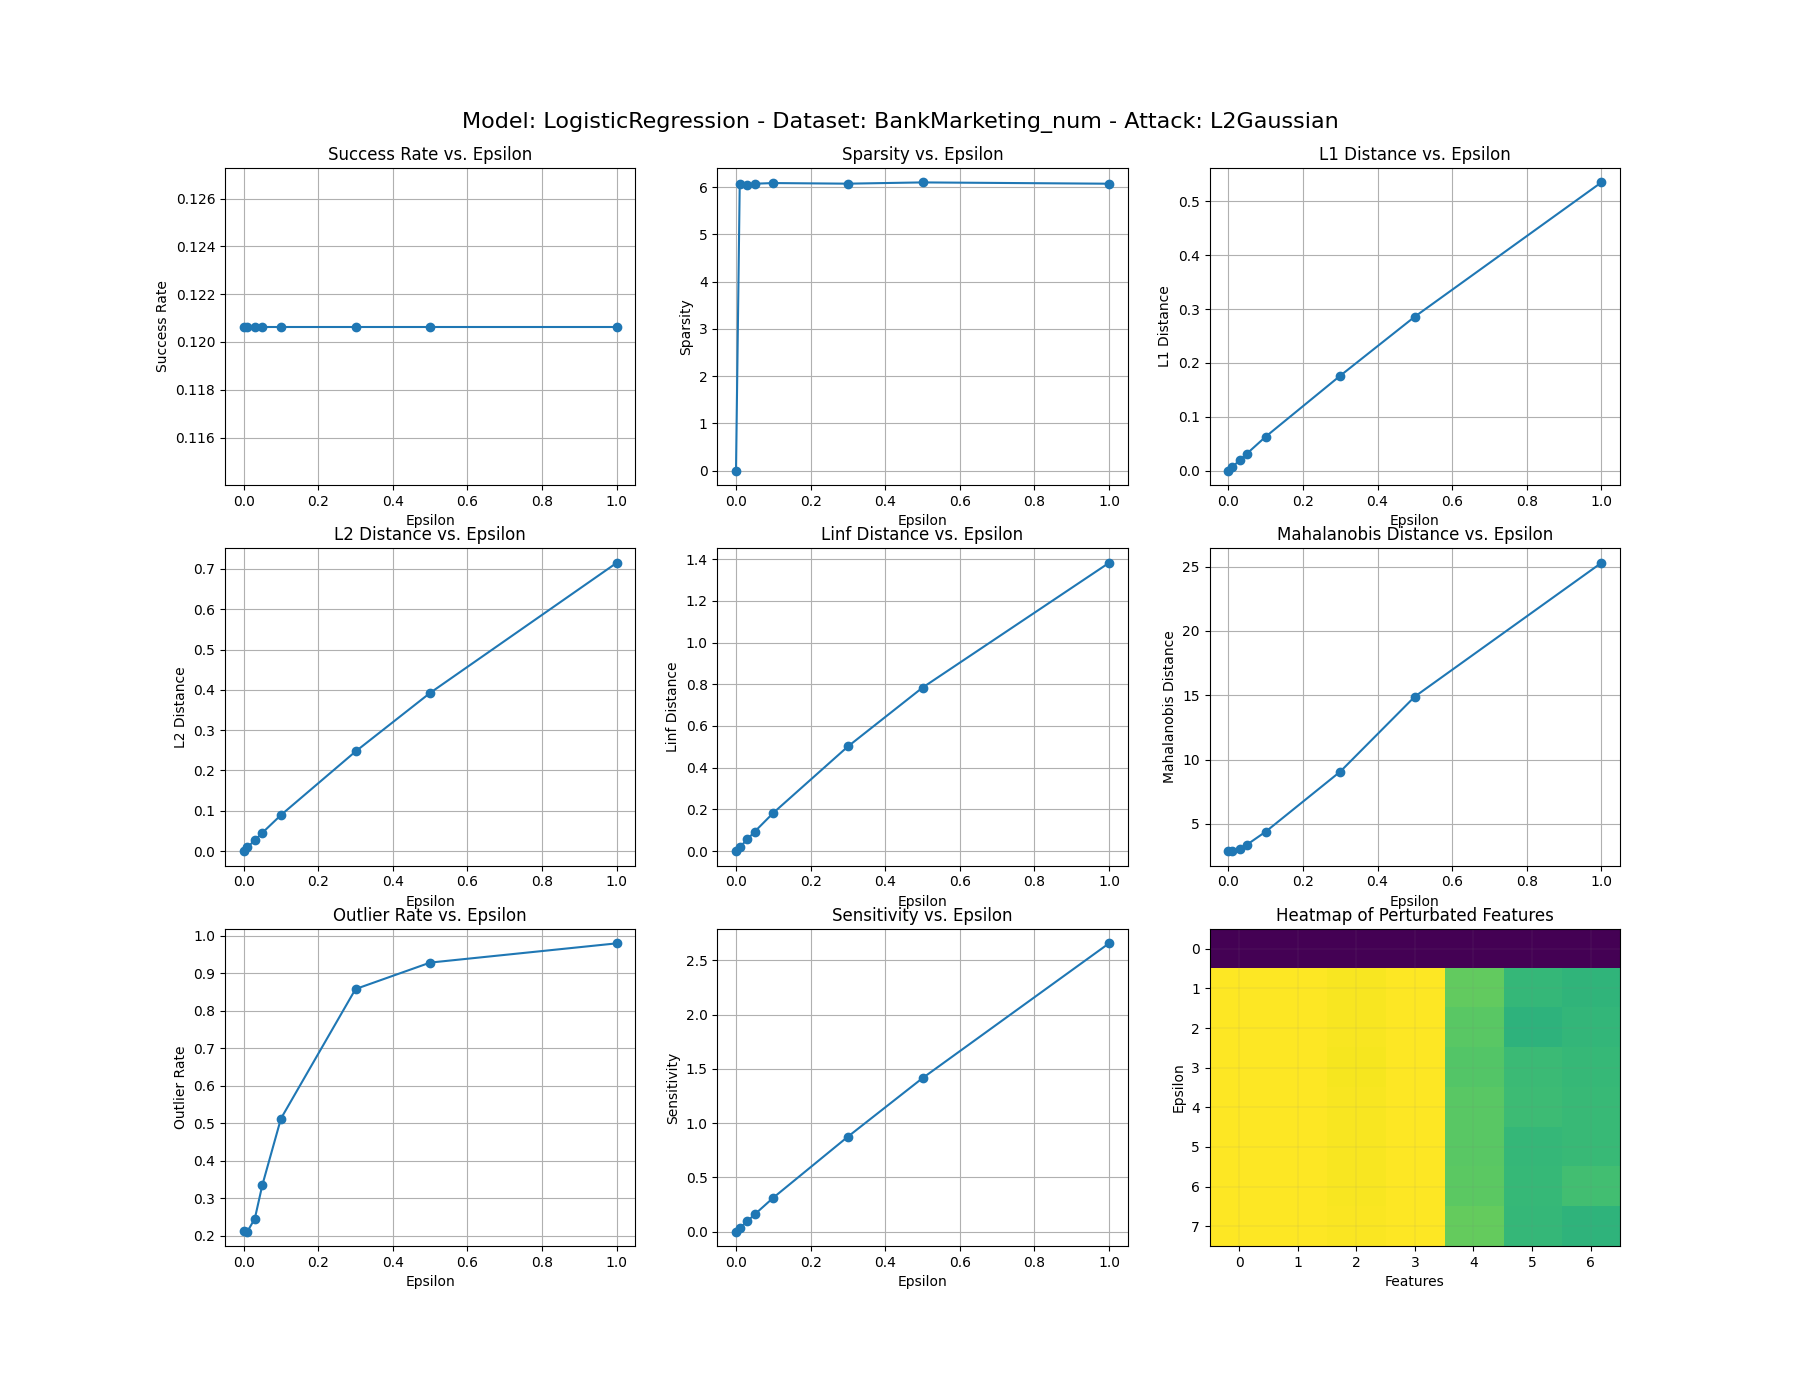 Model: LogisticRegression - Dataset: BankMarketing_num - Attack: L2Gaussian
Success Rate vs. Epsilon
0.126
0.124
0.122
0.120
0.118
0.116
Success Rate
0.0 0.2 0.4 0.6 0.8 1.0
Epsilon
Sparsity vs. Epsilon
6
5
4
3
2
1
0
Sparsity
0.0 0.2 0.4 0.6 0.8 1.0
Epsilon
L1 Distance vs. Epsilon
0.5
0.4
0.3
0.2
0.1
0.0
L1 Distance
0.0 0.2 0.4 0.6 0.8 1.0
Epsilon
L2 Distance vs. Epsilon
0.7
0.6
0.5
0.4
0.3
0.2
0.1
0.0
L2 Distance
0.0 0.2 0.4 0.6 0.8 1.0
Epsilon
Linf Distance vs. Epsilon
1.4
1.2
1.0
0.8
0.6
0.4
0.2
0.0
Linf Distance
0.0 0.2 0.4 0.6 0.8 1.0
Epsilon
Mahalanobis Distance vs. Epsilon
25
20
15
10
5
Mahalanobis Distance
0.0 0.2 0.4 0.6 0.8 1.0
Epsilon
Outlier Rate vs. Epsilon
1.0
0.9
0.8
0.7
0.6
0.5
0.4
0.3
0.2
Outlier Rate
0.0 0.2 0.4 0.6 0.8 1.0
Epsilon
Sensitivity vs. Epsilon
2.5
2.0
1.5
1.0
0.5
0.0
Sensitivity
0.0 0.2 0.4 0.6 0.8 1.0
Epsilon
Heatmap of Perturbated Features
0
1
2
3
4
5
6
7
Epsilon
0 1 2 3 4 5 6
Features